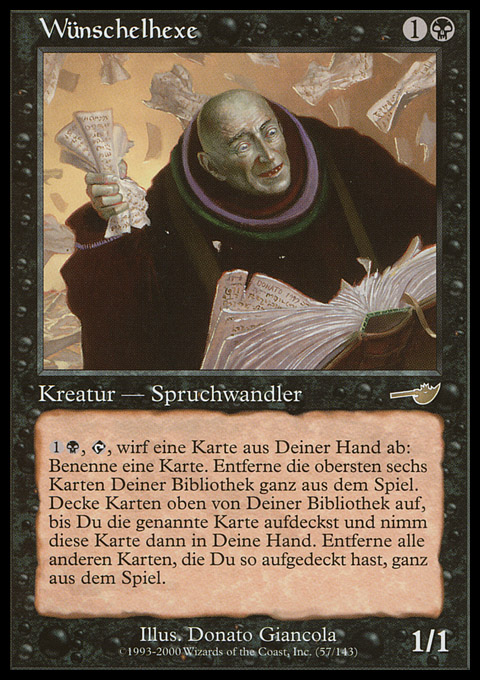 Wünschelhexe 1
Kreatur — Spruchwandler
1, , wirf eine Karte aus Deiner Hand ab:
Benenne eine Karte. Entferne die obersten sechs
Karten Deiner Bibliothek ganz aus dem Spiel.
Decke Karten oben von Deiner Bibliothek auf,
bis Du die genannte Karte aufdeckst und nimm
diese Karte dann in Deine Hand. Entferne alle
anderen Karten, die Du so aufgedeckt hast, ganz
aus dem Spiel.
Illus. Donato Giancola
©1993-2000 Wizards of the Coast, Inc. (57/143)
1/1